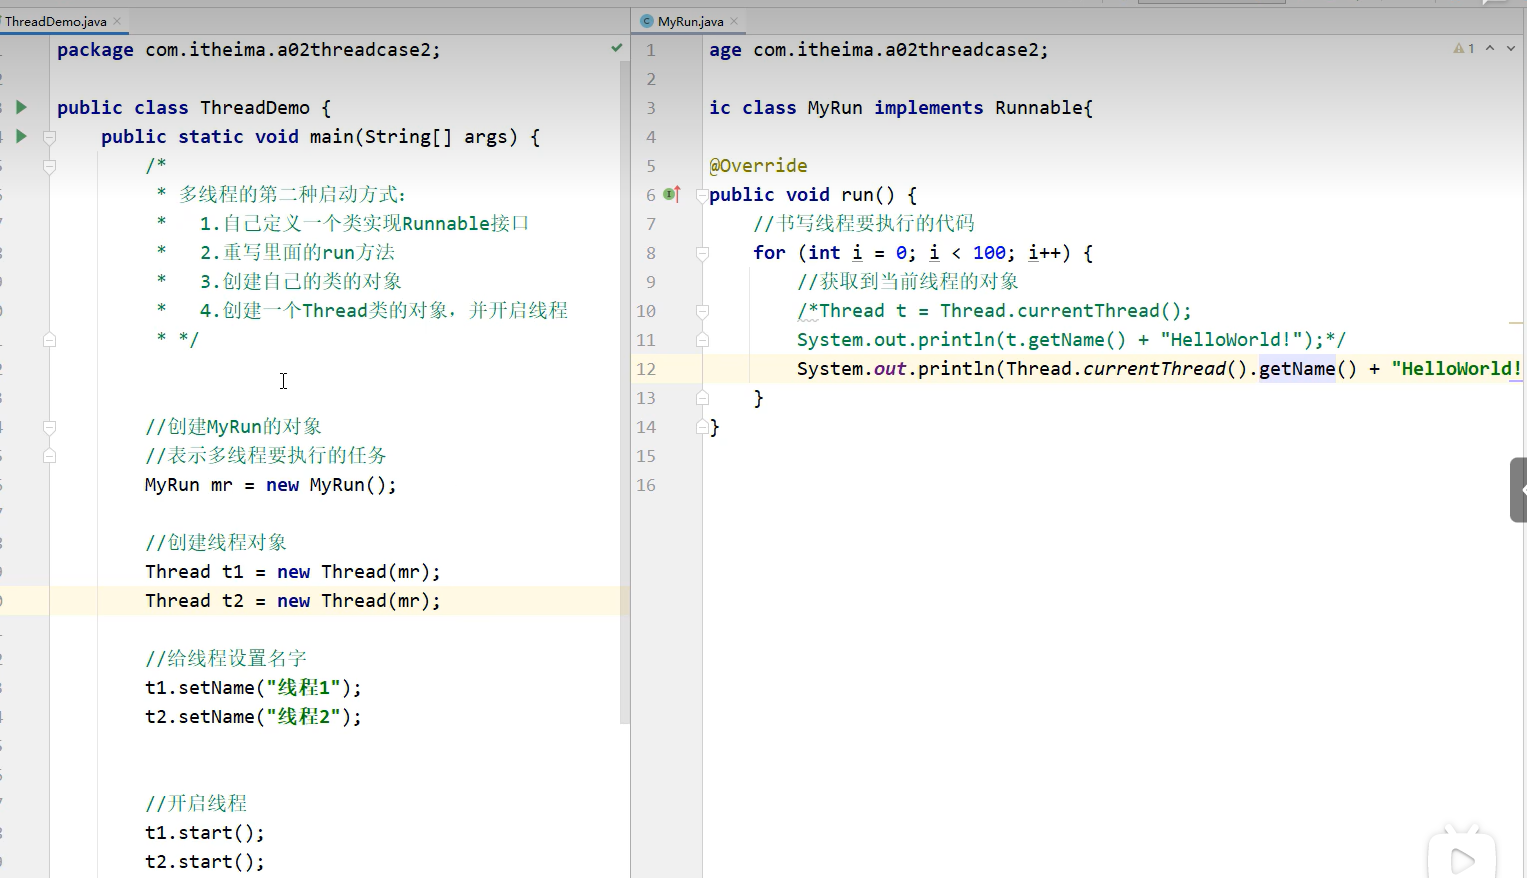 ThreadDemo.java
package com.itheima.a02threadcase2;
public class ThreadDemo {
public static void main(String[] args) {
/*
* 多线程的第二种启动方式：
* 1.自己定义一个类实现Runnable接口
* 2.重写里面的run方法
* 3.创建自己的类的对象
* 4.创建一个Thread类的对象，并开启线程
* */
//创建MyRun的对象
//表示多线程要执行的任务
MyRun mr = new MyRun();
//创建线程对象
Thread t1 = new Thread(mr);
Thread t2 = new Thread(mr);
//给线程设置名字
t1.setName("线程1");
t2.setName("线程2");
//开启线程
t1.start();
t2.start();
MyRun.java
1 age com.itheima.a02threadcase2;
1
2
3 ic class MyRun implements Runnable{
4
5 @Override
6 public void run() {
7 //书写线程要执行的代码
8 for (int i = 0; i < 100; i++) {
9 //获取到当前线程的对象
10 /*Thread t = Thread.currentThread();
11 System.out.println(t.getName() + "HelloWorld!");*/
12 System.out.println(Thread.currentThread().getName() + "HelloWorld!
13 }
14 }
15
16